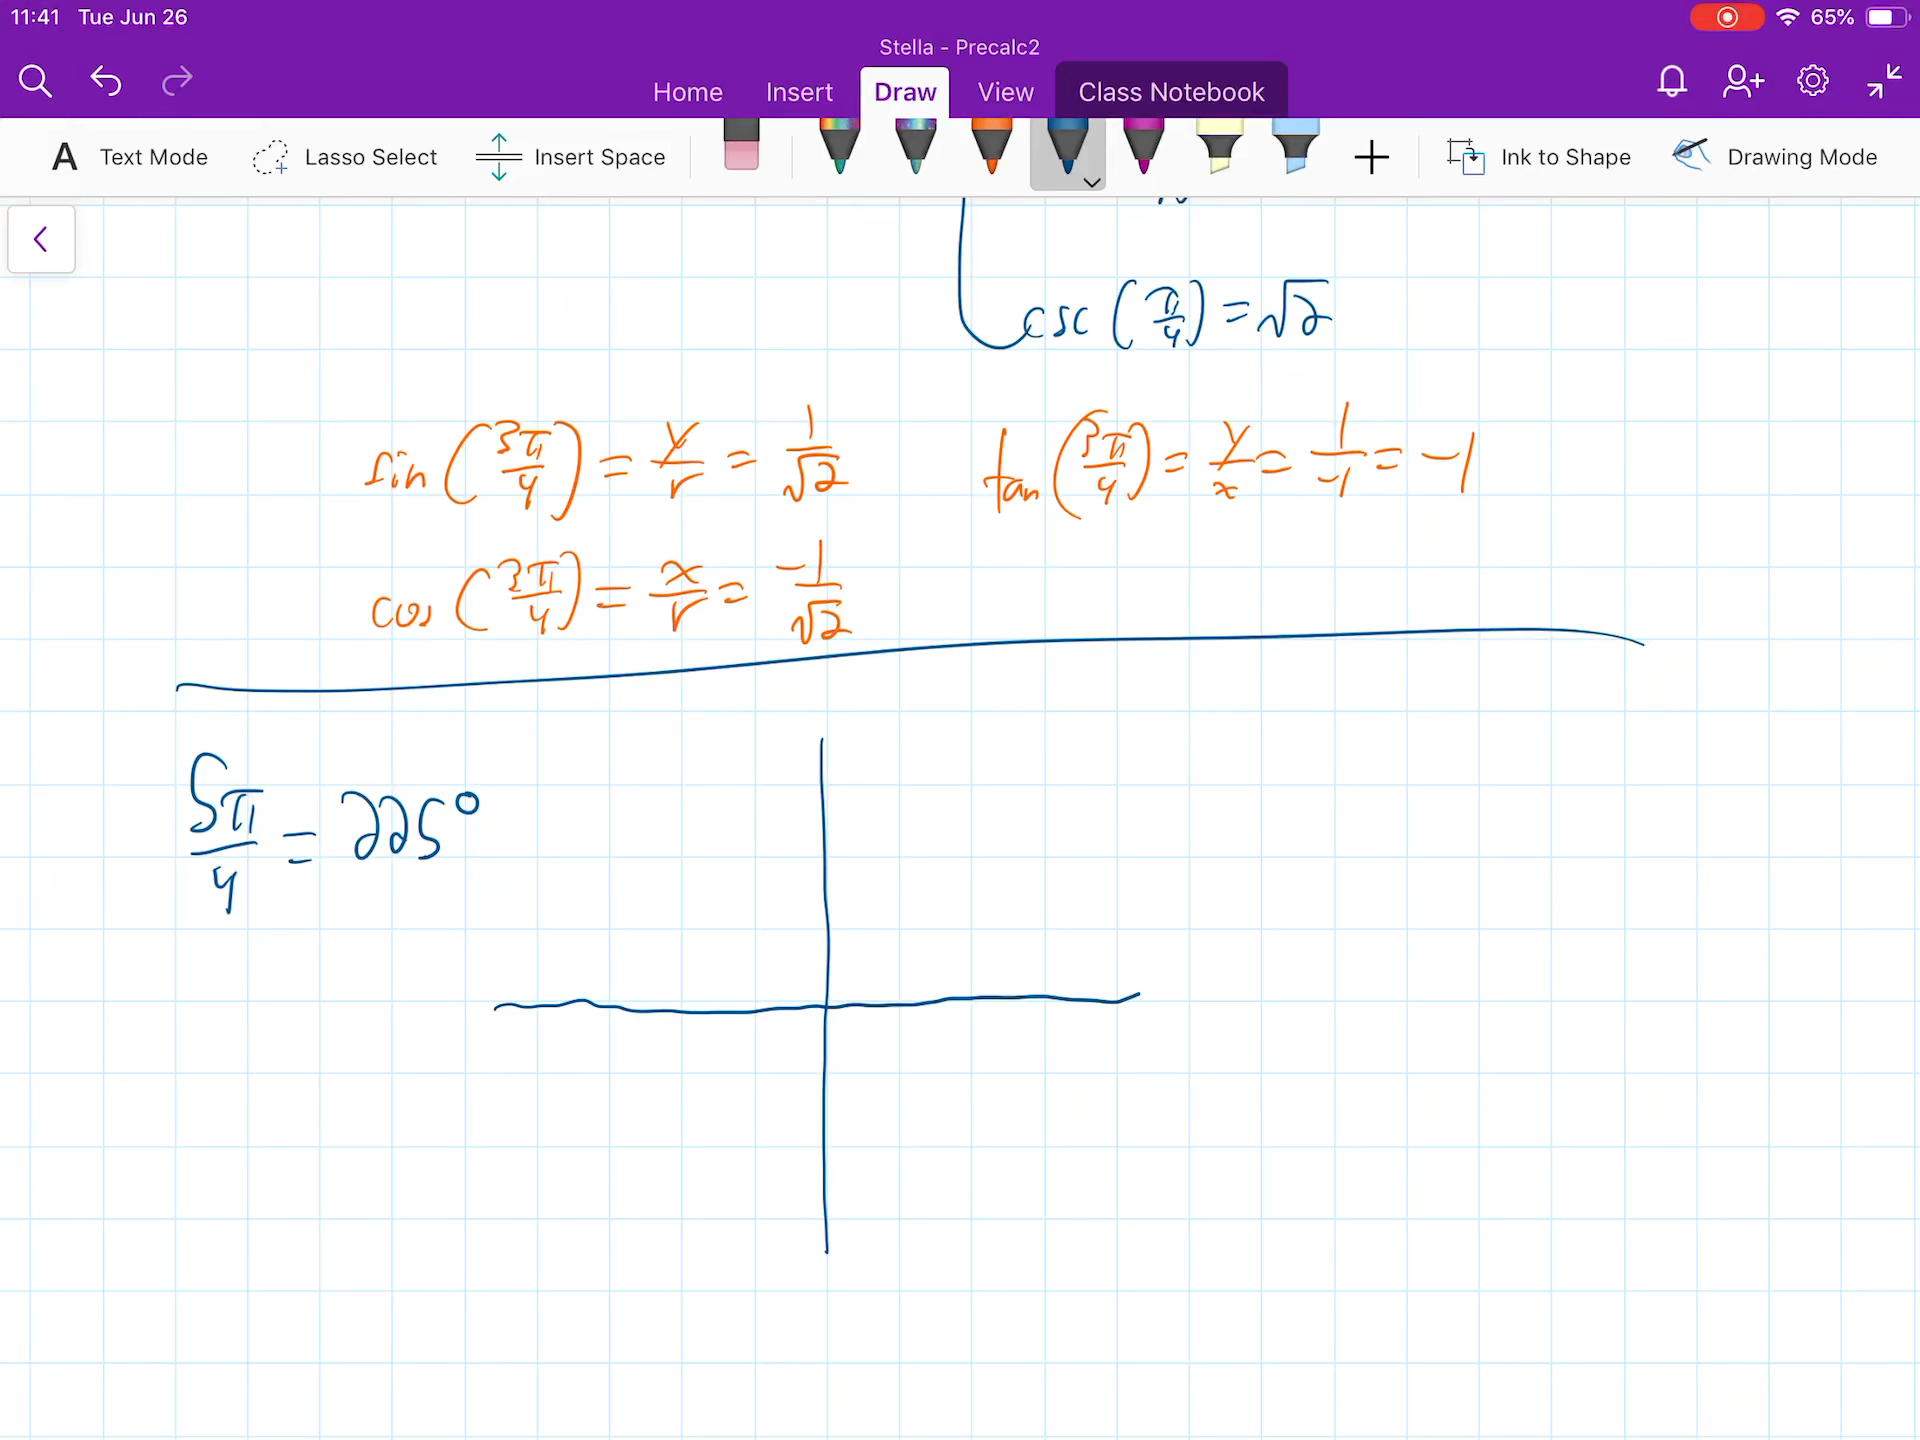 11:41 Tue Jun 26 65%
Stella - Precalc2
Home Insert Draw View Class Notebook
A Text Mode Lasso Select Insert Space Ink to Shape Drawing Mode
csc (π/4) = √2
sin (3π/4) = y/r = 1/√2 tan (3π/4) = y/x = 1/-1 = -1
cos (3π/4) = x/r = -1/√2
5π/4 = 225°